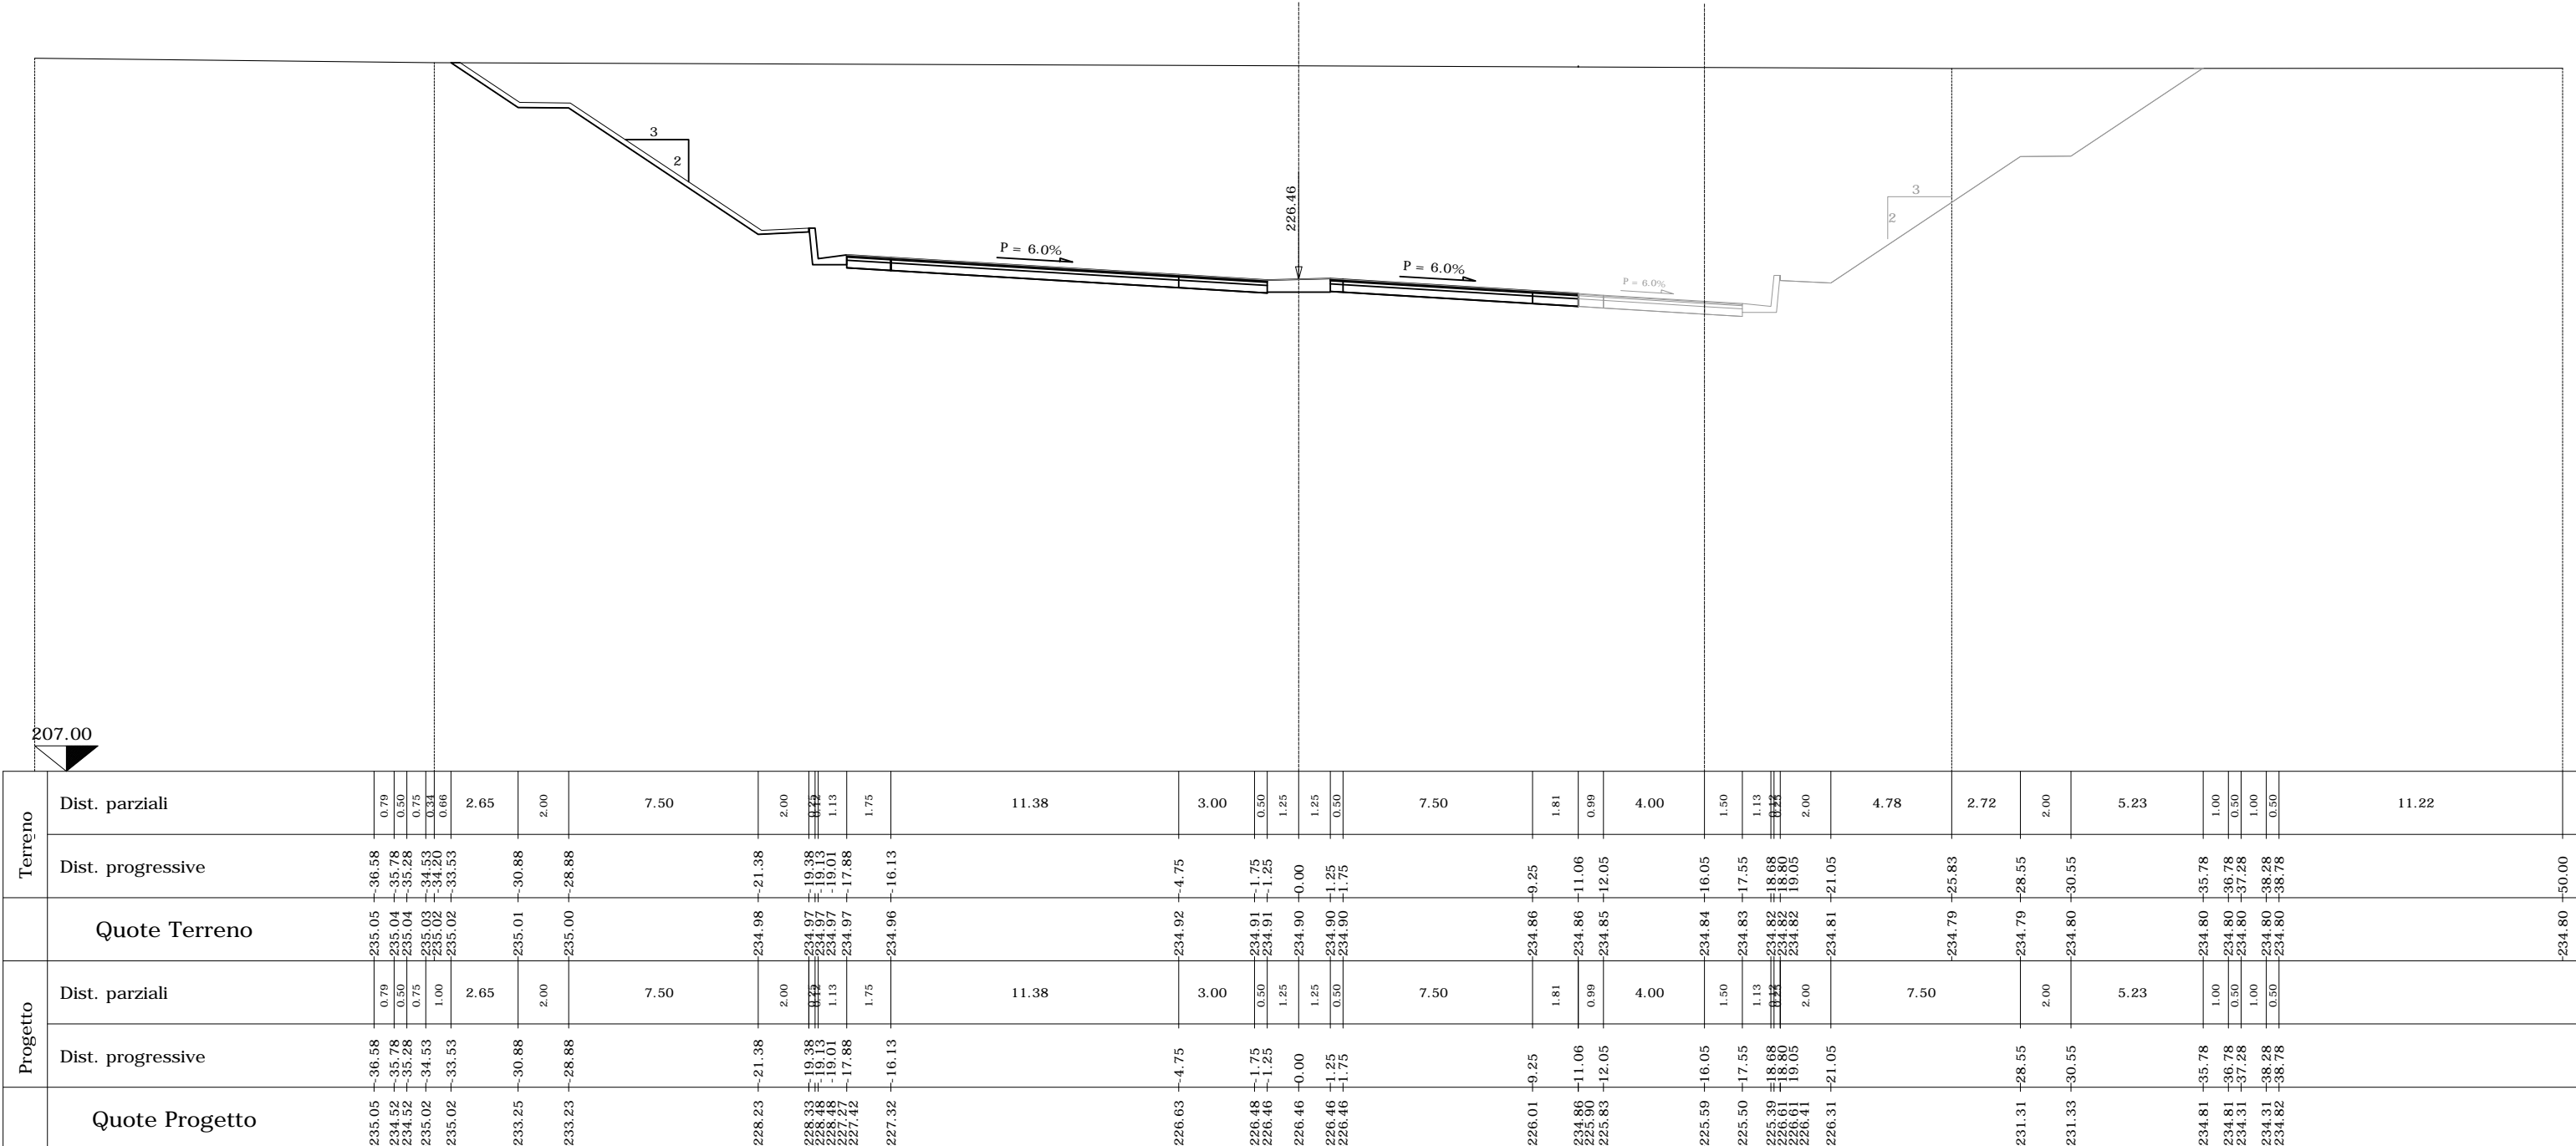 3
2
226.46
P = 6.0%
P = 6.0%
P = 6.0%
3
2
207.00
Terreno
Dist. parziali
0.79 0.50 0.75 0.34 0.66 2.65 2.00 7.50 2.00 0.25 0.12 1.13 1.75 11.38 3.00 0.50 1.25 1.25 0.50 7.50 1.81 0.99 4.00 1.50 1.13 0.12 0.25 2.00 4.78 2.72 2.00 5.23 1.00 0.50 1.00 0.50 11.22
Dist. progressive
-36.58 -35.78 -35.28 -34.53 -34.20 -33.53 -30.88 -28.88 -21.38 -19.38 -19.13 -19.01 -17.88 -16.13 -4.75 -1.75 -1.25 0.00 1.25 1.75 9.25 11.06 12.05 16.05 17.55 18.68 18.80 19.05 21.05 25.83 28.55 30.55 35.78 36.78 37.28 38.28 38.78 50.00
Quote Terreno
235.05 235.04 235.04 235.03 235.02 235.02 235.01 235.00 234.98 234.97 234.97 234.97 234.97 234.96 234.92 234.91 234.91 234.90 234.90 234.90 234.86 234.86 234.85 234.84 234.83 234.82 234.82 234.82 234.81 234.79 234.79 234.80 234.80 234.80 234.80 234.80 234.80 234.80
Progetto
Dist. parziali
0.79 0.50 0.75 1.00 2.65 2.00 7.50 2.00 0.25 0.12 1.13 1.75 11.38 3.00 0.50 1.25 1.25 0.50 7.50 1.81 0.99 4.00 1.50 1.13 0.12 0.25 2.00 7.50 2.00 5.23 1.00 0.50 1.00 0.50
Dist. progressive
-36.58 -35.78 -35.28 -34.53 -33.53 -30.88 -28.88 -21.38 -19.38 -19.13 -19.01 -17.88 -16.13 -4.75 -1.75 -1.25 0.00 1.25 1.75 9.25 11.06 12.05 16.05 17.55 18.68 18.80 19.05 21.05 28.55 30.55 35.78 36.78 37.28 38.28 38.78
Quote Progetto
235.05 234.52 234.52 235.02 235.02 233.25 233.23 228.23 228.33 228.48 228.48 227.27 227.42 227.32 226.63 226.48 226.46 226.46 226.46 226.46 226.01 234.86 225.90 225.83 225.59 225.50 225.39 226.61 226.61 226.41 226.31 231.31 231.33 234.81 234.81 234.31 234.31 234.82